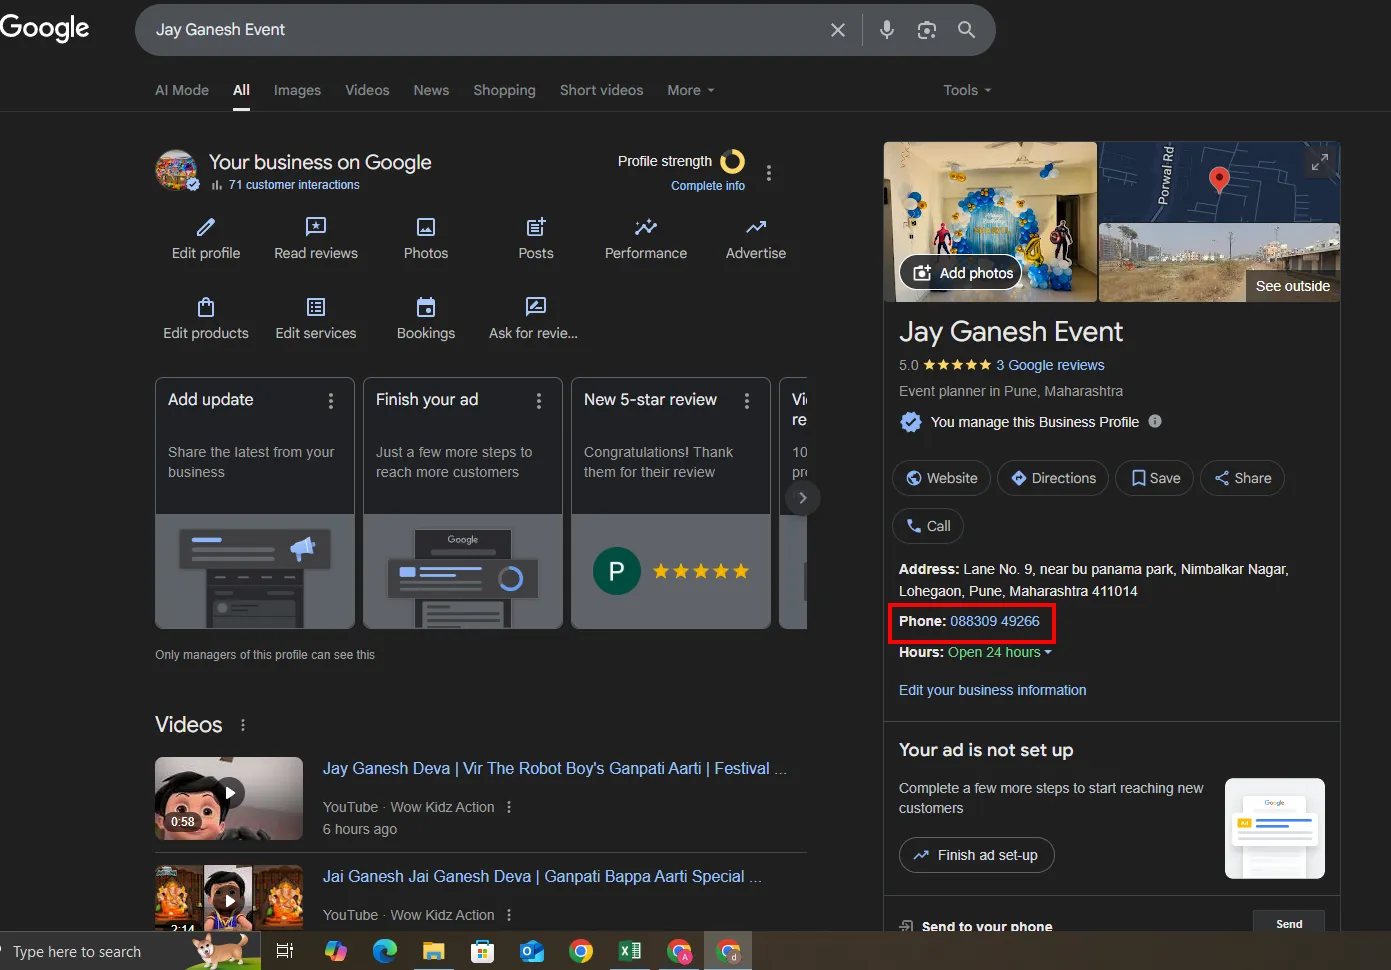 Google
Jay Ganesh Event
AI Mode All Images Videos News Shopping Short videos More Tools
Your business on Google
71 customer interactions
Profile strength
Complete info
Edit profile Read reviews Photos Posts Performance Advertise
Edit products Edit services Bookings Ask for revie...
Add update
Share the latest from your
business
Finish your ad
Just a few more steps to
reach more customers
Google
New 5-star review
Congratulations! Thank
them for their review
P
Only managers of this profile can see this
Videos
Jay Ganesh Deva | Vir The Robot Boy's Ganpati Aarti | Festival ...
YouTube · Wow Kidz Action
6 hours ago
0:58
Jai Ganesh Jai Ganesh Deva | Ganpati Bappa Aarti Special ...
YouTube · Wow Kidz Action
2:14
Add photos
Porwal Rd
See outside
Jay Ganesh Event
5.0 3 Google reviews
Event planner in Pune, Maharashtra
You manage this Business Profile
Website Directions Save Share
Call
Address: Lane No. 9, near bu panama park, Nimbalkar Nagar,
Lohegaon, Pune, Maharashtra 411014
Phone: 088309 49266
Hours: Open 24 hours
Edit your business information
Your ad is not set up
Complete a few more steps to start reaching new
customers
Google
Ad
Finish ad set-up
Send to your phone
Send
Type here to search